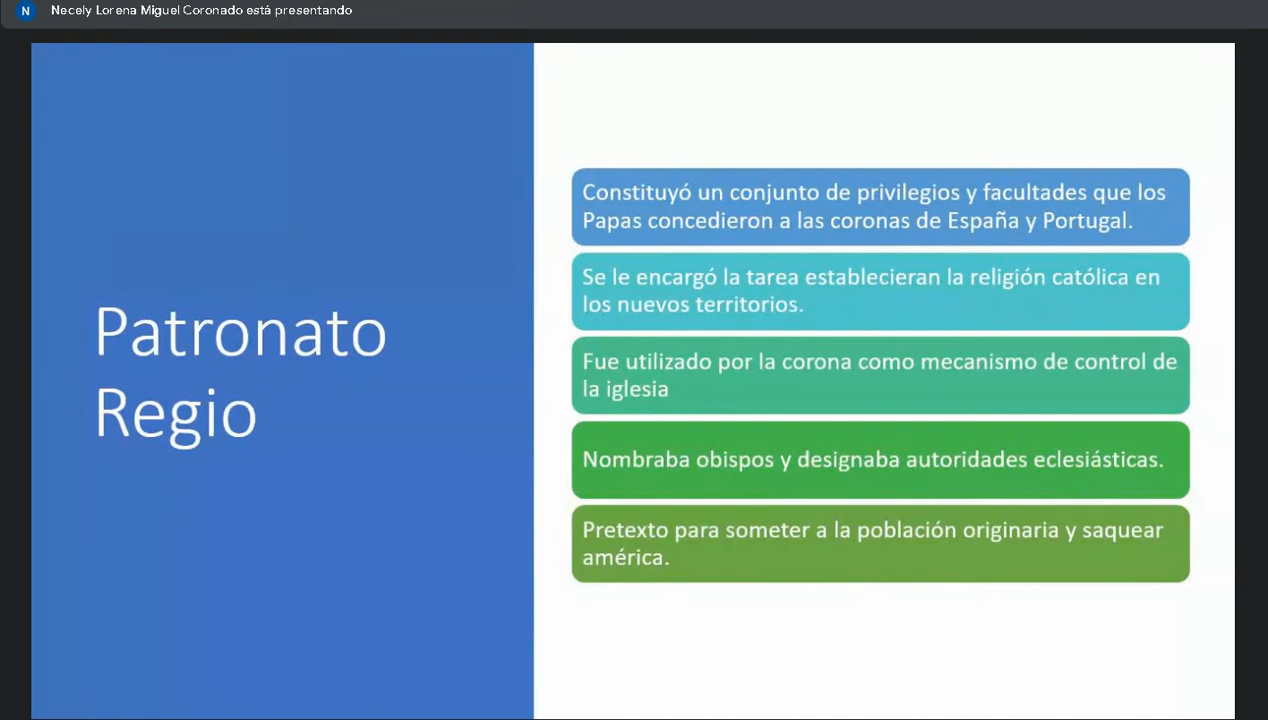 N
Necely Lorena Miguel Coronado está presentando
Patronato
Regio
Constituyó un conjunto de privilegios y facultades que los
Papas concedieron a las coronas de España y Portugal.
Se le encargó la tarea establecieran la religión católica en
los nuevos territorios.
Fue utilizado por la corona como mecanismo de control de
la iglesia
Nombraba obispos y designaba autoridades eclesiásticas.
Pretexto para someter a la población originaria y saquear
américa.